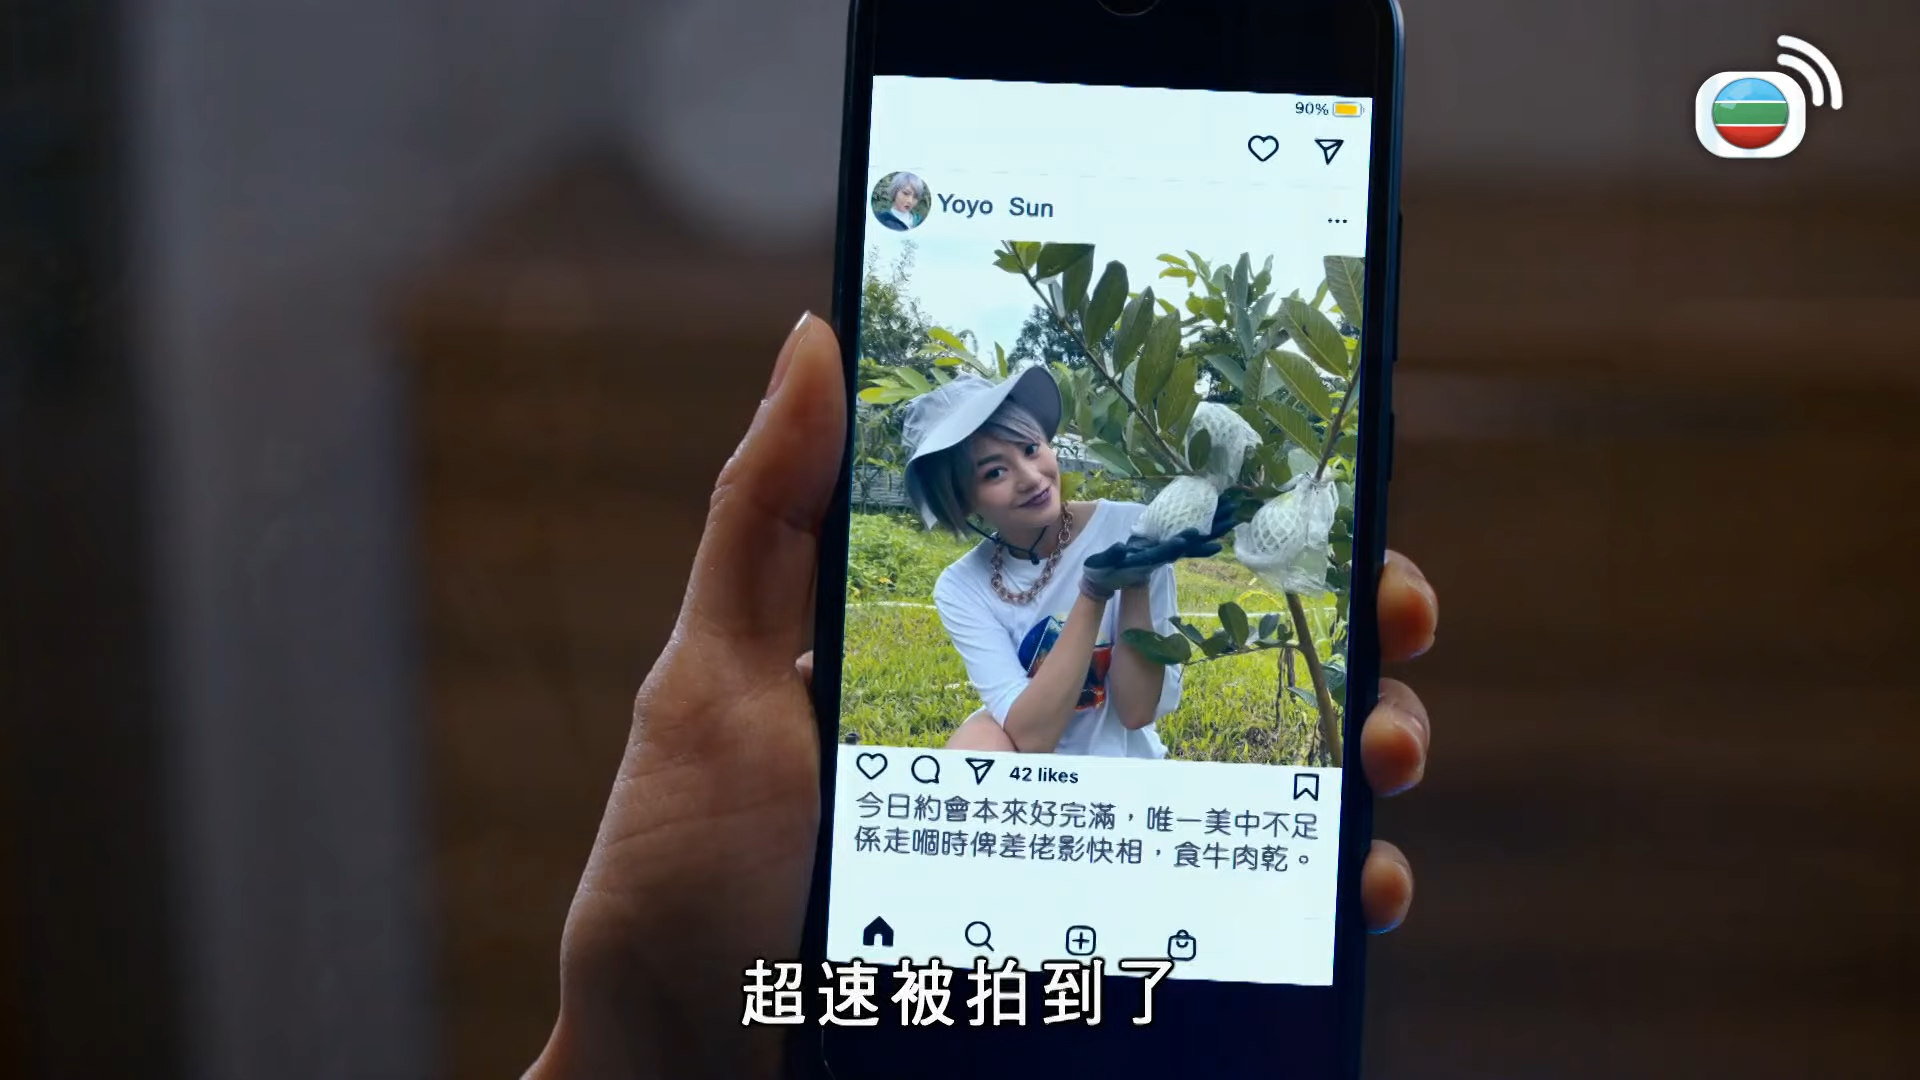 90%
Yoyo Sun
...
42 likes
今日約會本來好完滿，唯一美中不足
係走嗰時俾差佬影快相，食牛肉乾。
超速被拍到了